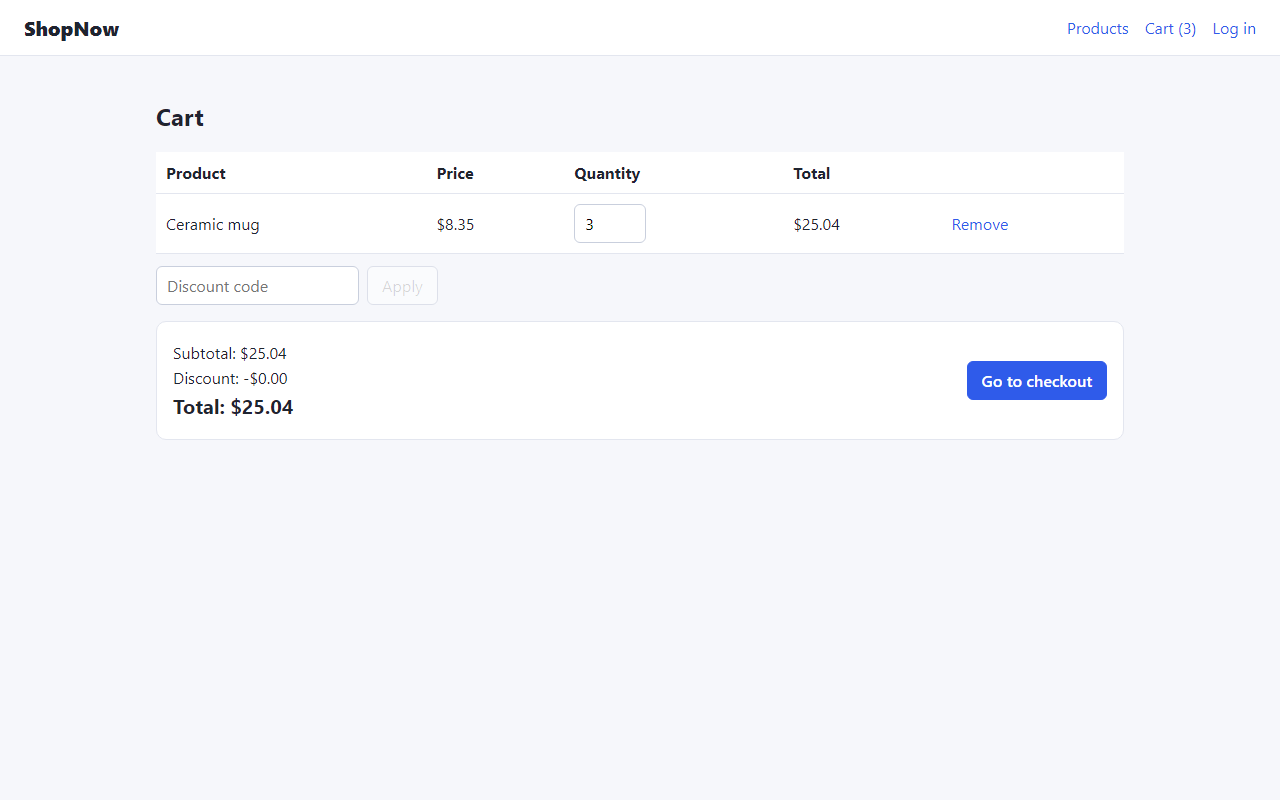 ShopNow Products Cart (3) Log in
Cart
Product Price Quantity Total
Ceramic mug $8.35 3 $25.04 Remove
Discount code Apply
Subtotal: $25.04
Discount: -$0.00
Go to checkout
Total: $25.04